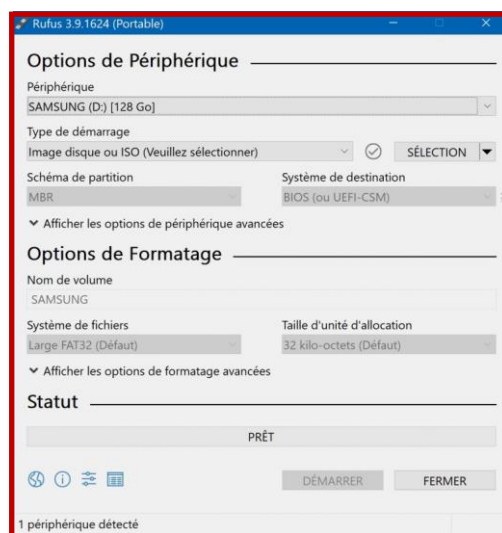 Rufus 3.9.1624 (Portable)
Options de Périphérique
Périphérique
SAMSUNG (D:) [128 Go]
Type de démarrage
Image disque ou ISO (Veuillez sélectionner)
SÉLECTION
Schéma de partition
Système de destination
MBR
BIOS (ou UEFI-CSM)
Afficher les options de périphérique avancées
Options de Formatage
Nom de volume
SAMSUNG
Système de fichiers
Taille d'unité d'allocation
Large FAT32 (Défaut)
32 kilo-octets (Défaut)
Afficher les options de formatage avancées
Statut
PRÊT
DÉMARRER
FERMER
1 périphérique détecté